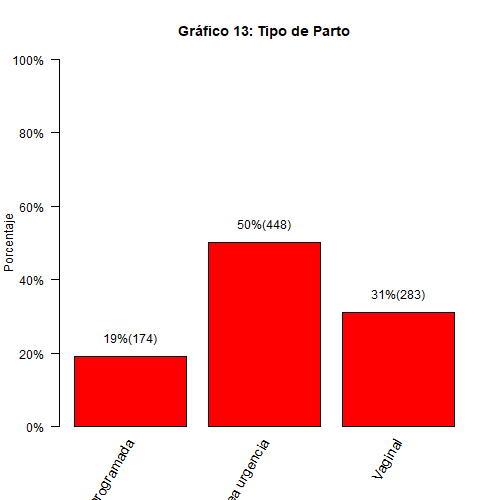 Gráfico 13: Tipo de Parto
Porcentaje
100%
80%
60%
40%
20%
0%
19%(174)
50%(448)
31%(283)
urgencia
Vaginal